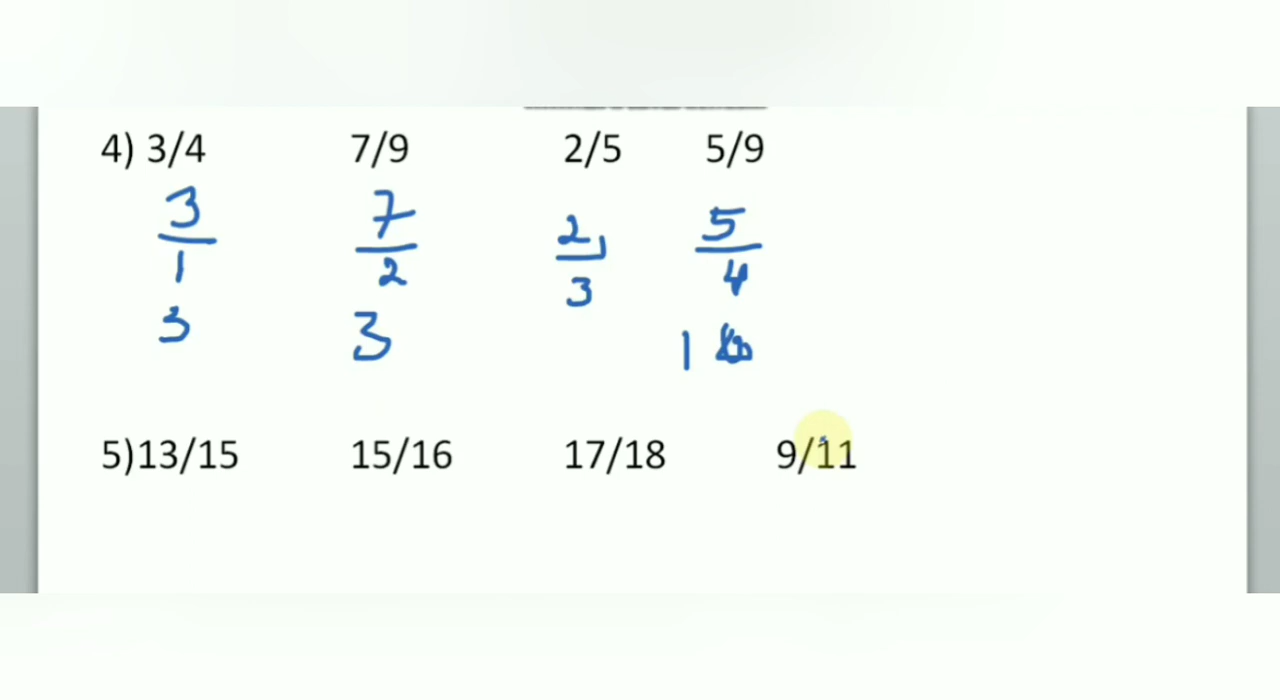 4) 3/4 7/9 2/5 5/9
3 7 2 5
1 2 3 4
3 3 1
5)13/15 15/16 17/18 9/11